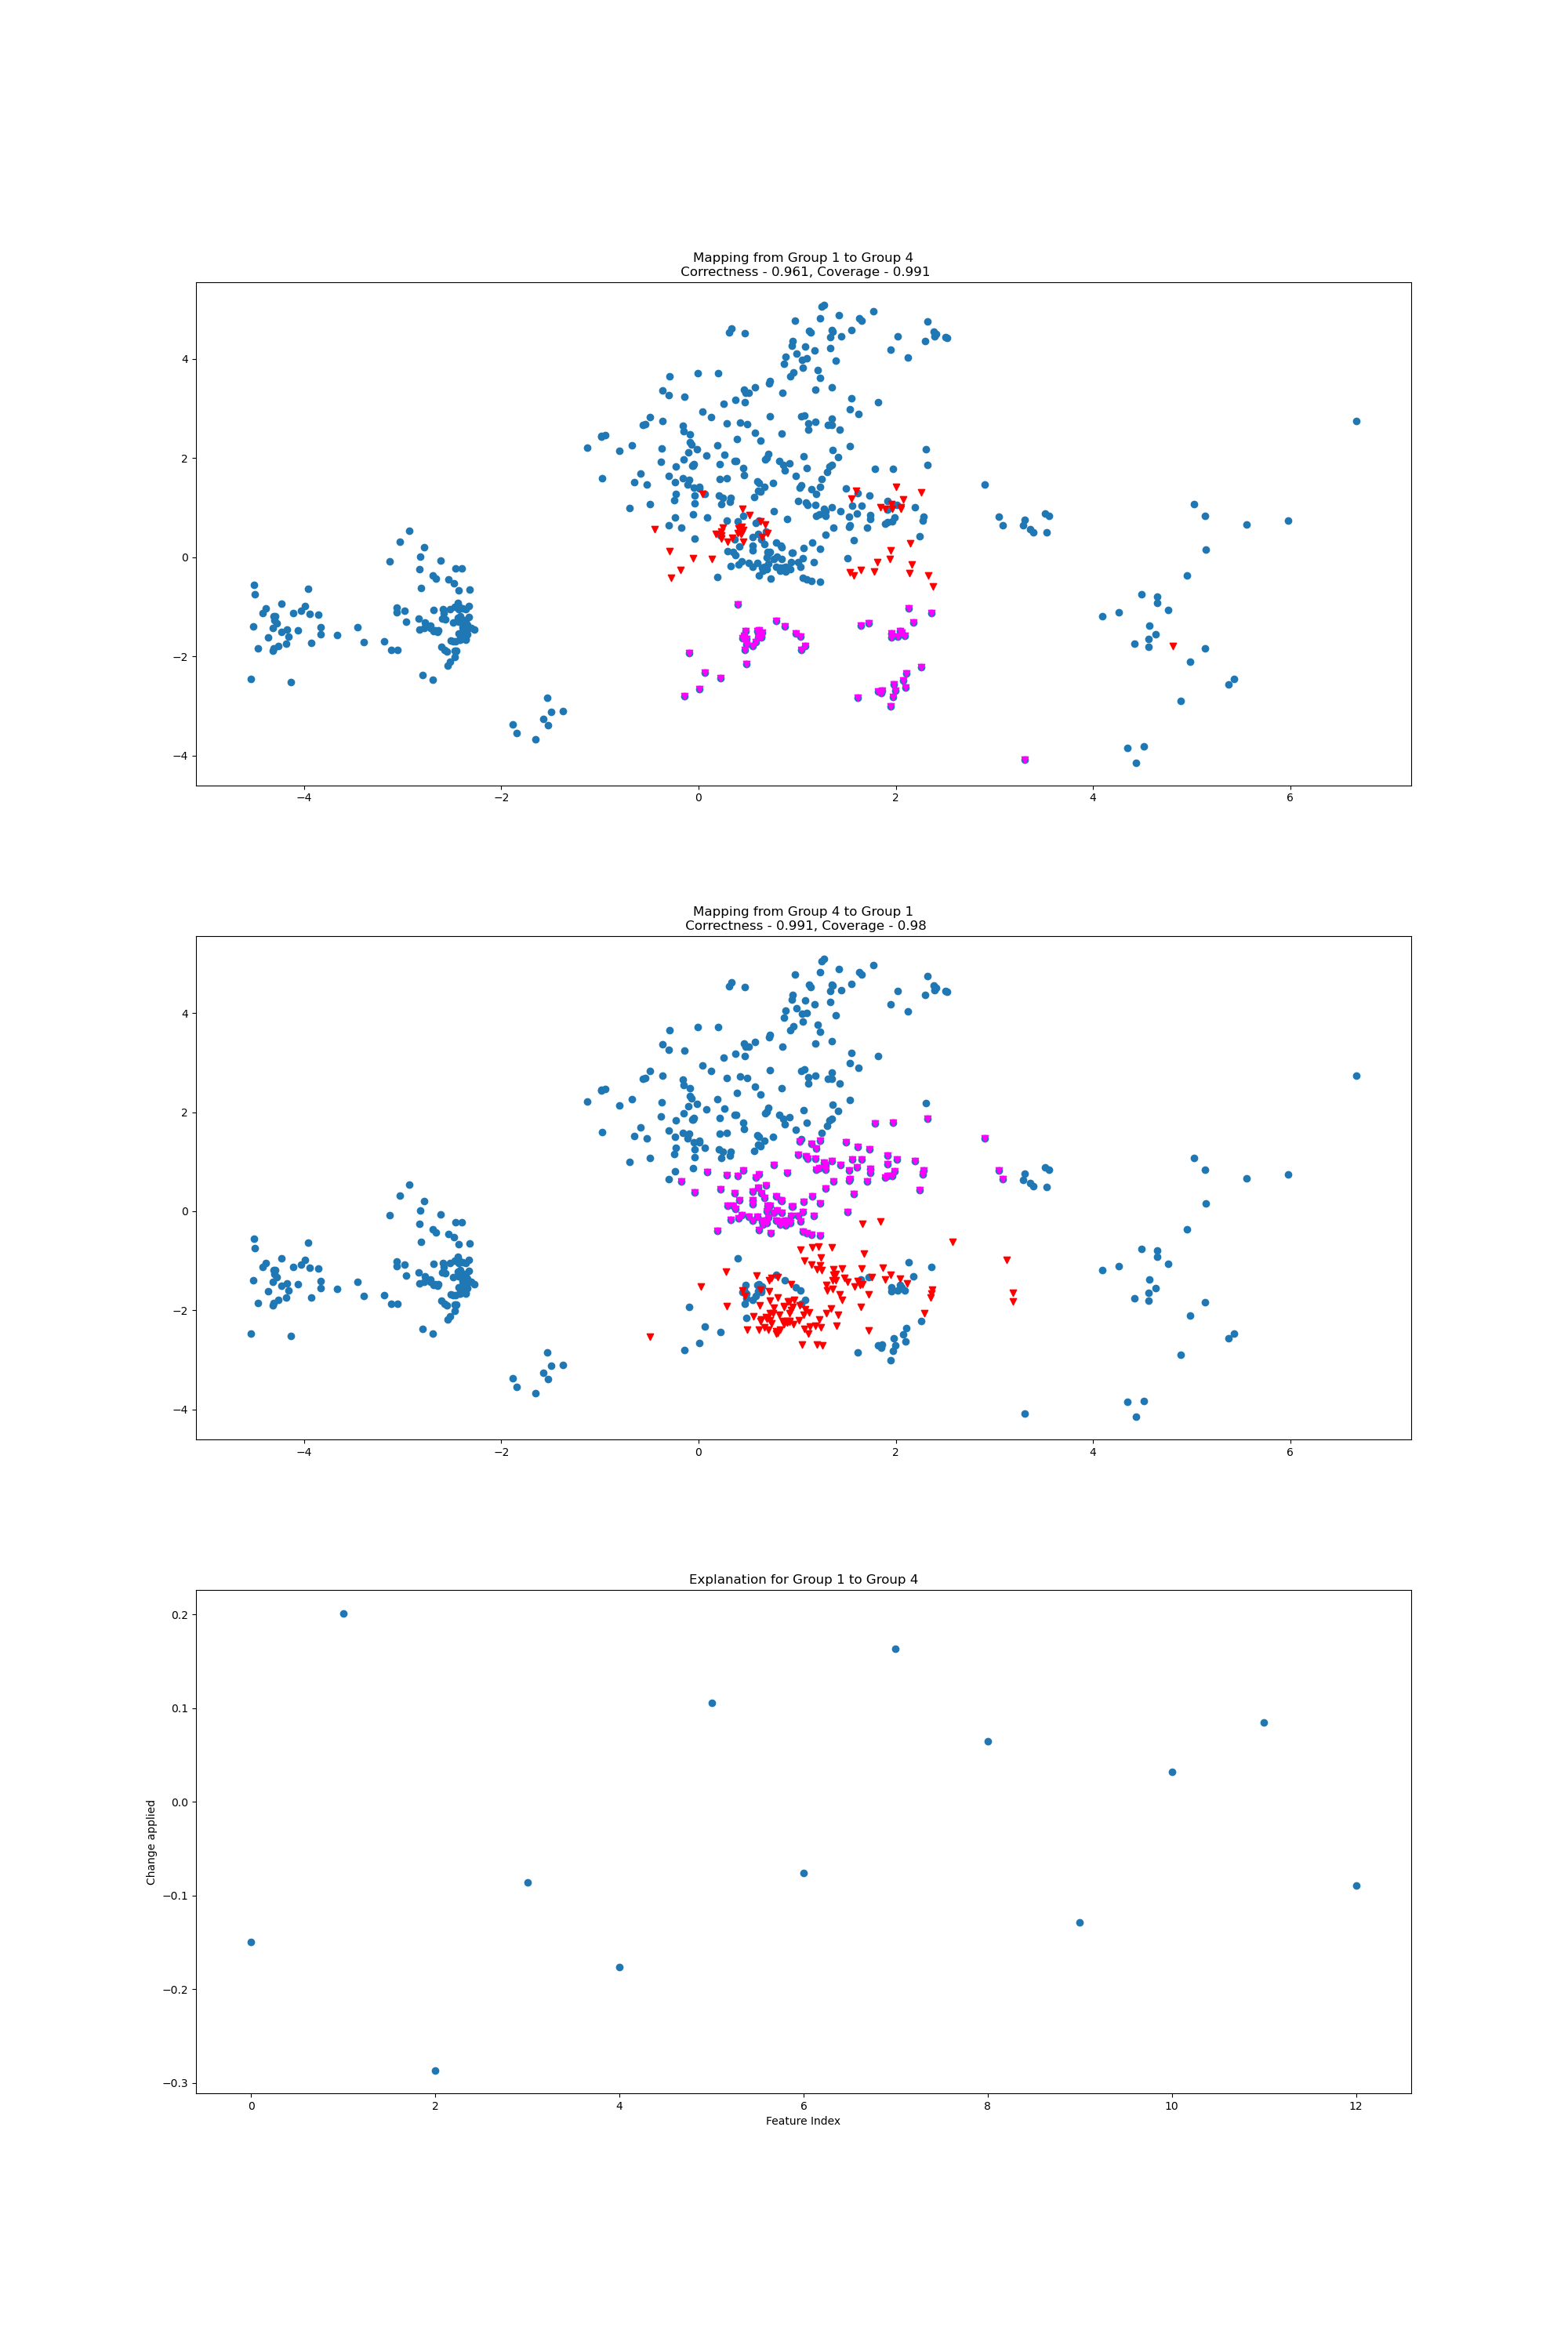 Mapping from Group 1 to Group 4
Correctness - 0.961, Coverage - 0.991
4
2
0
−2
−4
−4 −2 0 2 4 6
Mapping from Group 4 to Group 1
Correctness - 0.991, Coverage - 0.98
4
2
0
−2
−4
−4 −2 0 2 4 6
Explanation for Group 1 to Group 4
0.2
0.1
0.0
−0.1
−0.2
−0.3
Change applied
0 2 4 6 8 10 12
Feature Index